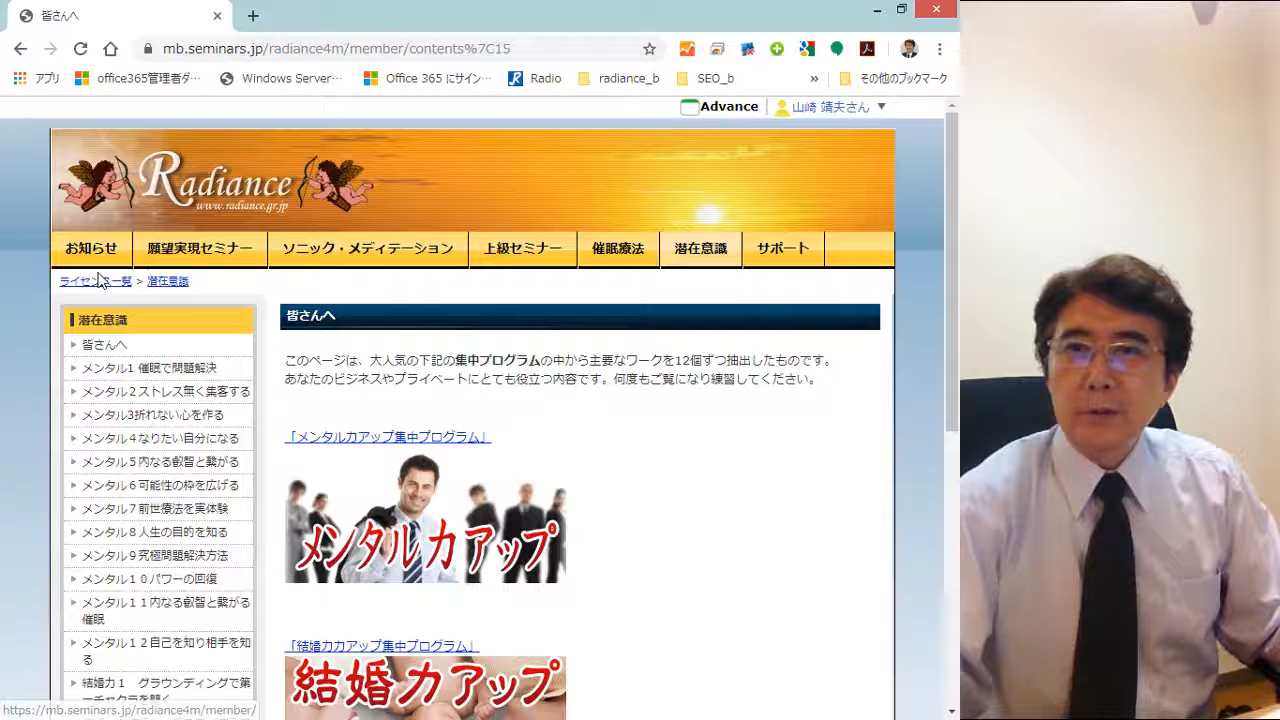 皆さんへ
mb.seminars.jp/radiance4m/member/contents%7C15
アプリ
office365管理者ダ…
Windows Server…
Office 365 にサイン…
Radio
radiance_b
SEO_b
»
その他のブックマーク
Advance
山崎 靖夫さん ▼
Radiance
www.radiance.gr.jp
お知らせ
願望実現セミナー
ソニック・メディテーション
上級セミナー
催眠療法
潜在意識
サポート
ライセンス一覧 > 潜在意識
潜在意識
皆さんへ
メンタル1 催眠で問題解決
メンタル２ストレス無く集客する
メンタル3折れない心を作る
メンタル４なりたい自分になる
メンタル５内なる叡智と繋がる
メンタル６可能性の枠を広げる
メンタル７前世療法を実体験
メンタル８人生の目的を知る
メンタル９究極問題解決方法
メンタル１０パワーの回復
メンタル１１内なる叡智と繋がる
催眠
メンタル１２自己を知り相手を知
る
結婚力１　グラウンディングで第
一チャクラを開く
皆さんへ
このページは、大人気の下記の集中プログラムの中から主要なワークを12個ずつ抽出したものです。
あなたのビジネスやプライベートにとても役立つ内容です。何度もご覧になり練習してください。
「メンタル力アップ集中プログラム」
メンタル力アップ
「結婚力力アップ集中プログラム」
結婚力アップ
https://mb.seminars.jp/radiance4m/member/